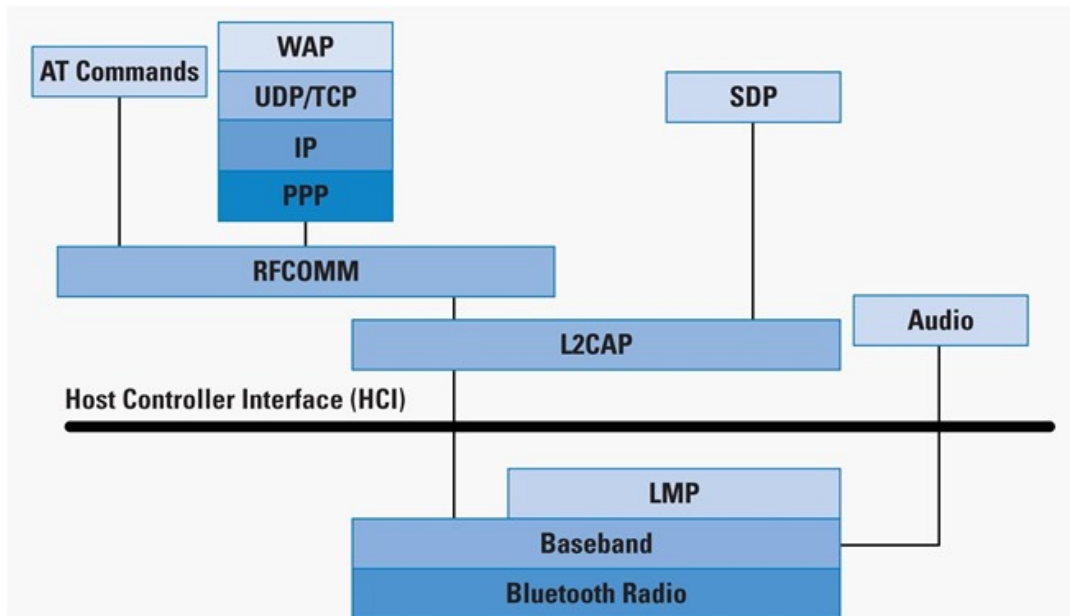 WAP
AT Commands
UDP/TCP
SDP
IP
PPP
RFCOMM
Audio
L2CAP
Host Controller Interface (HCI)
LMP
Baseband
Bluetooth Radio